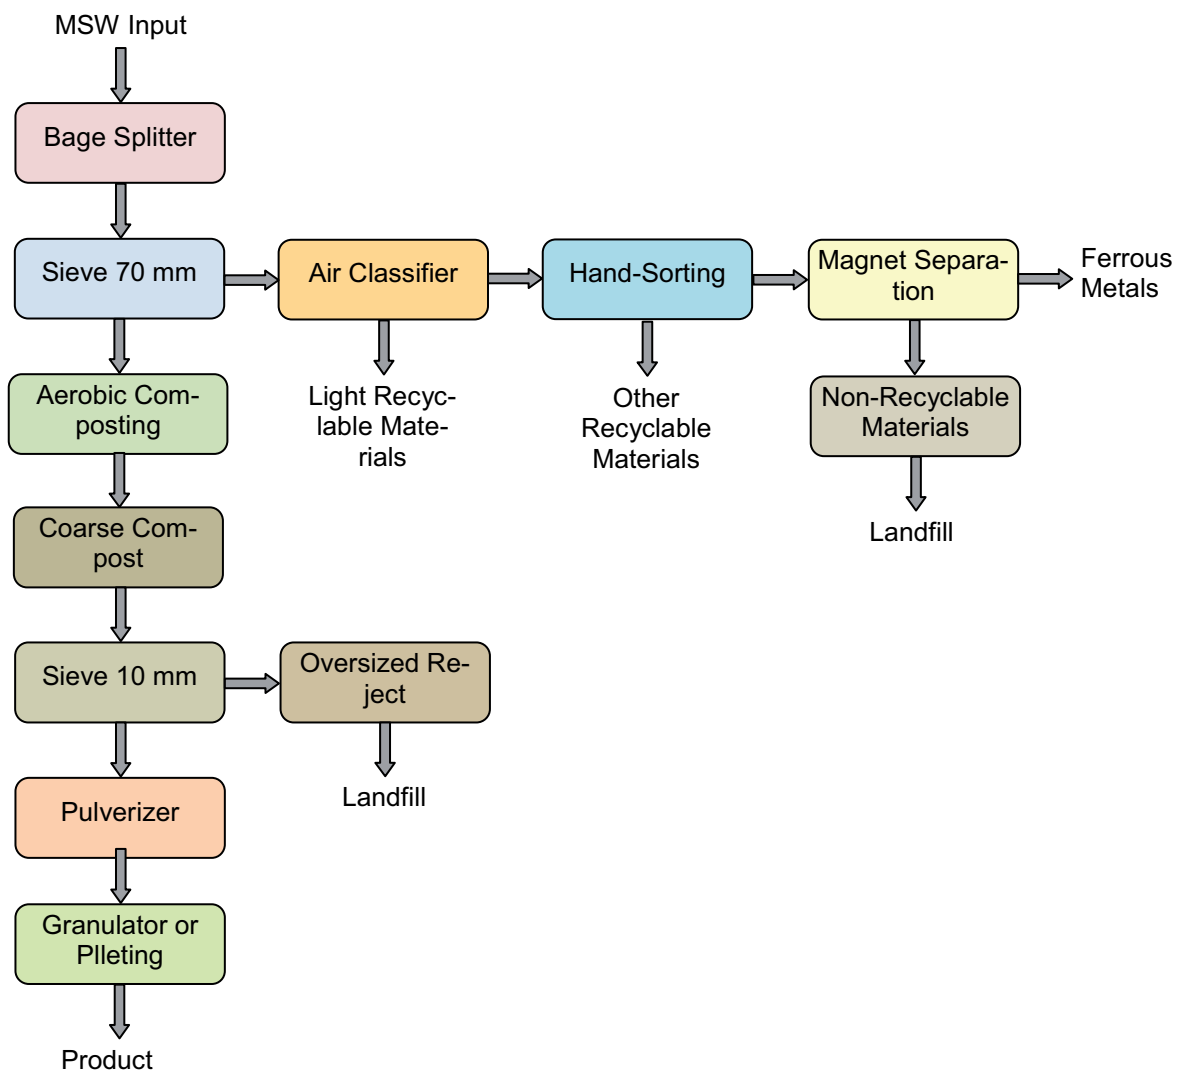 MSW Input
Bage Splitter
Sieve 70 mm
Air Classifier
Hand-Sorting
Magnet Separa-
tion
Ferrous
Metals
Aerobic Com-
posting
Light Recyc-
lable Mate-
rials
Other
Recyclable
Materials
Non-Recyclable
Materials
Landfill
Coarse Com-
post
Sieve 10 mm
Oversized Re-
ject
Landfill
Pulverizer
Granulator or
Plleting
Product